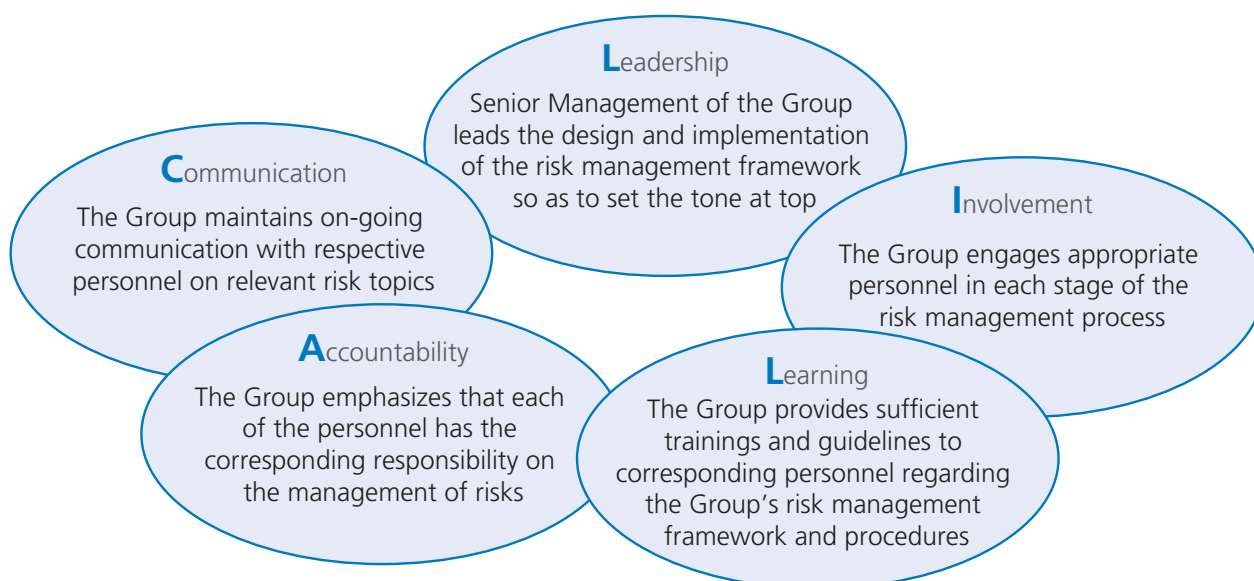 Leadership
Senior Management of the Group
leads the design and implementation
of the risk management framework
so as to set the tone at top
Communication
The Group maintains on-going
communication with respective
personnel on relevant risk topics
Involvement
The Group engages appropriate
personnel in each stage of the
risk management process
Accountability
The Group emphasizes that each
of the personnel has the
corresponding responsibility on
the management of risks
Learning
The Group provides sufficient
trainings and guidelines to
corresponding personnel regarding
the Group’s risk management
framework and procedures